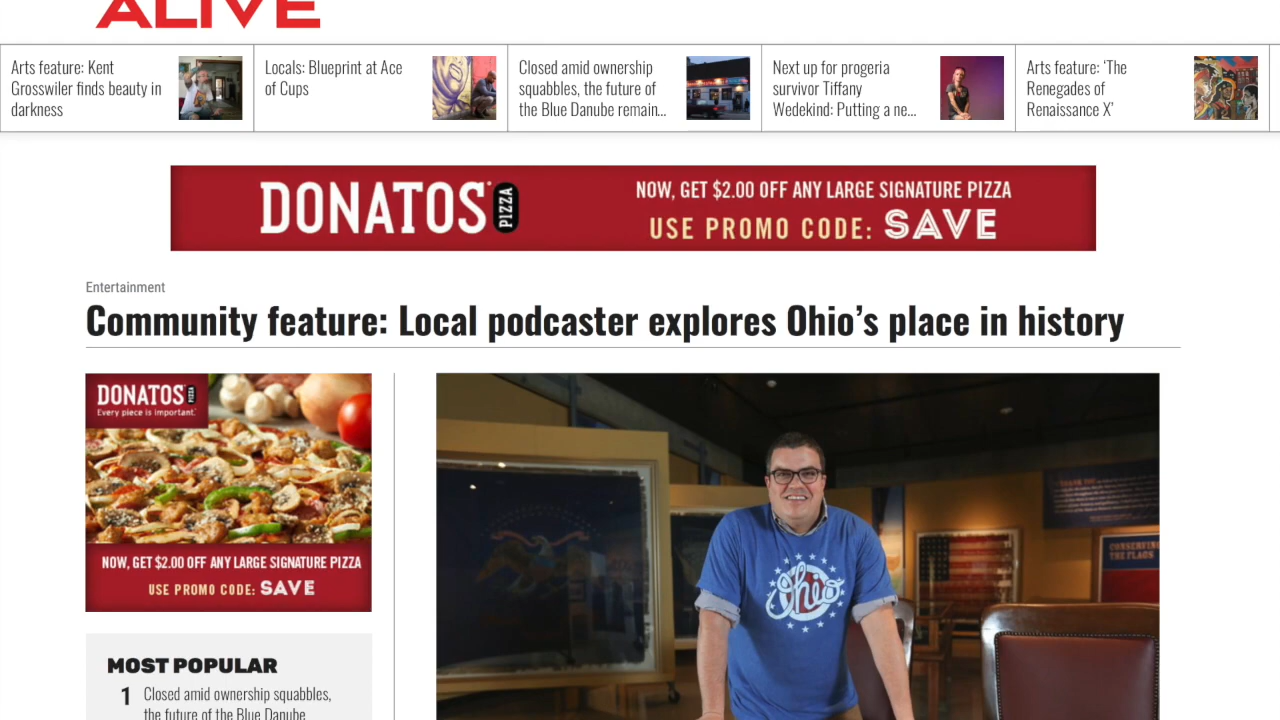 ALIVE
Arts feature: Kent
Grosswiler finds beauty in
darkness
Locals: Blueprint at Ace
of Cups
Closed amid ownership
squabbles, the future of
the Blue Danube remain...
Next up for progeria
survivor Tiffany
Wedekind: Putting a ne...
Arts feature: ‘The
Renegades of
Renaissance X’
DONATOS PIZZA
NOW, GET $2.00 OFF ANY LARGE SIGNATURE PIZZA
USE PROMO CODE: SAVE
Entertainment
Community feature: Local podcaster explores Ohio’s place in history
DONATOS PIZZA
Every piece is important.
NOW, GET $2.00 OFF ANY LARGE SIGNATURE PIZZA
USE PROMO CODE: SAVE
MOST POPULAR
1 Closed amid ownership squabbles,
the future of the Blue Danube
Ohio
CONSERVING
THE FLAGS